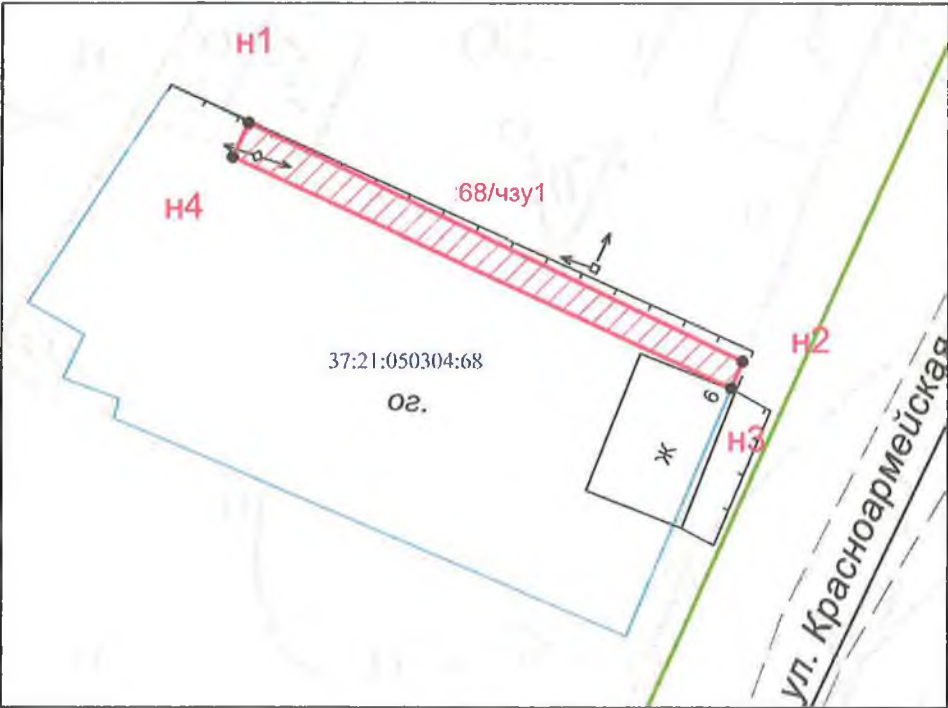 н1
:68/чзу1
н4
н2
37:21:050304:68
ог.
6
н3
ж
ул. Красноармейская